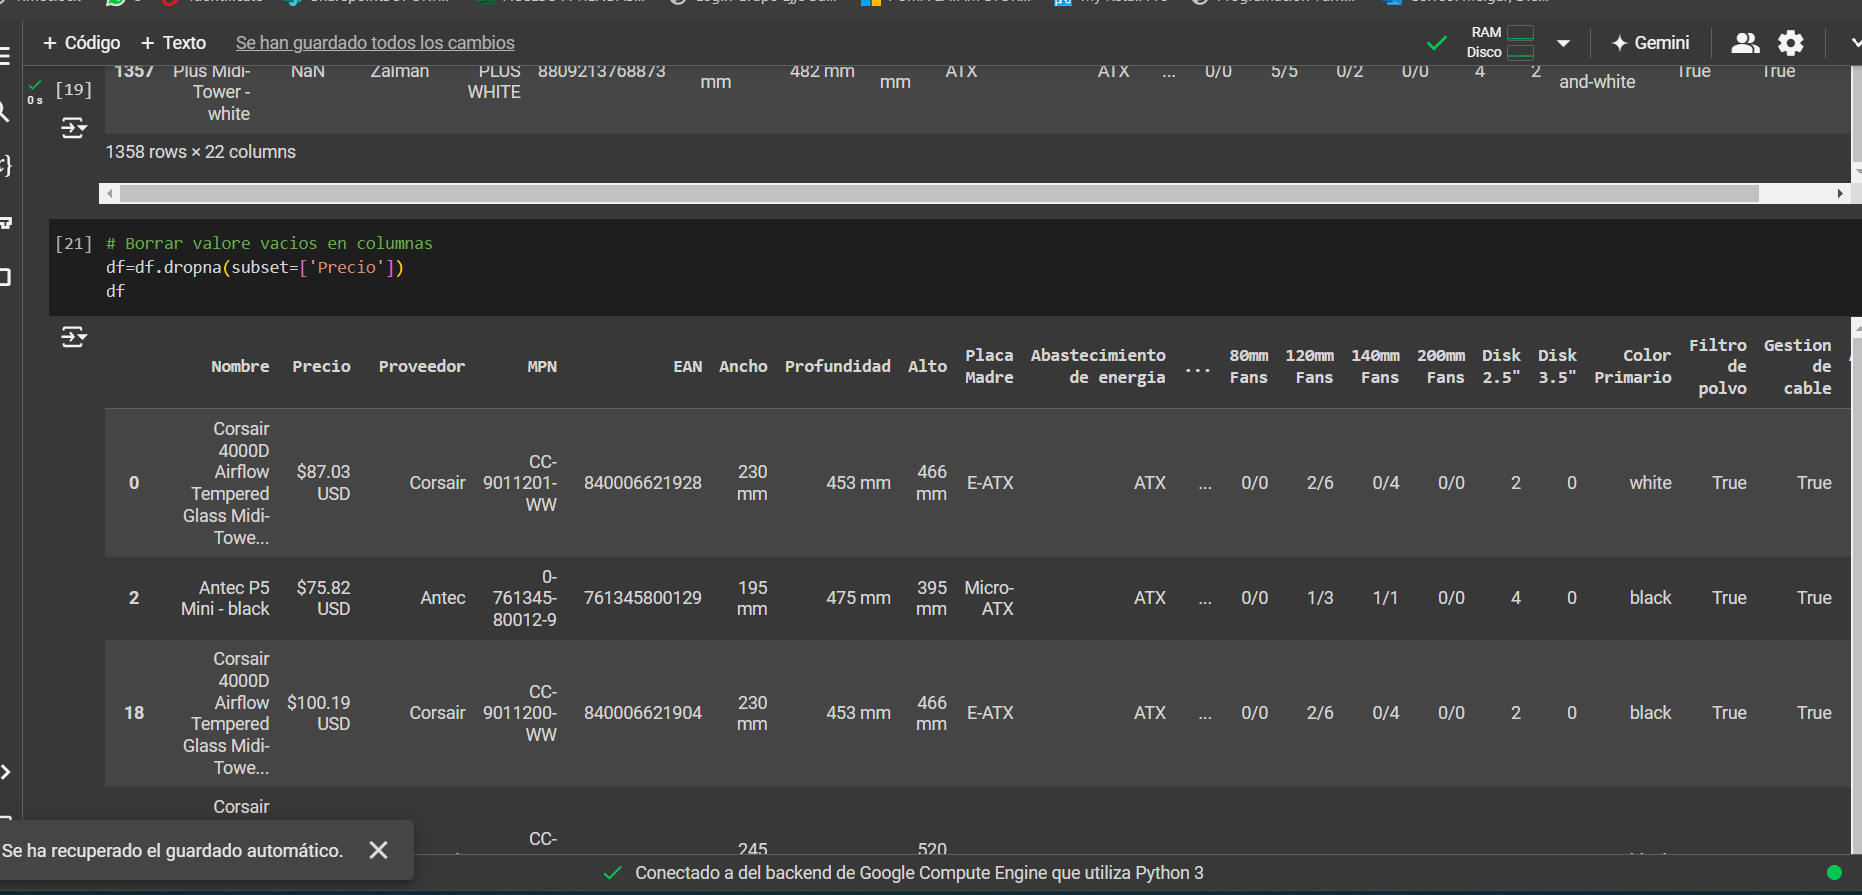 + Código + Texto Se han guardado todos los cambios
RAM
Disco
Gemini
[19]
0 s
1357 Plus Midi- NaN Zalman PLUS 8809213768873 mm 482 mm mm ATX ATX ... 0/0 5/5 0/2 0/0 4 2 and-white True True
Tower - WHITE
white
1358 rows × 22 columns
[21] # Borrar valore vacios en columnas
df=df.dropna(subset=['Precio'])
df
Nombre Precio Proveedor MPN EAN Ancho Profundidad Alto Placa Madre Abastecimiento de energia ... 80mm Fans 120mm Fans 140mm Fans 200mm Fans Disk 2.5" Disk 3.5" Color Primario Filtro de polvo Gestion de cable
0 Corsair 4000D Airflow Tempered Glass Midi-Towe... $87.03 USD Corsair CC-9011201-WW 840006621928 230 mm 453 mm 466 mm E-ATX ATX ... 0/0 2/6 0/4 0/0 2 0 white True True
2 Antec P5 Mini - black $75.82 USD Antec 0-761345-80012-9 761345800129 195 mm 475 mm 395 mm Micro-ATX ATX ... 0/0 1/3 1/1 0/0 4 0 black True True
18 Corsair 4000D Airflow Tempered Glass Midi-Towe... $100.19 USD Corsair CC-9011200-WW 840006621904 230 mm 453 mm 466 mm E-ATX ATX ... 0/0 2/6 0/4 0/0 2 0 black True True
Corsair CC- 245 520
Se ha recuperado el guardado automático.
Conectado a del backend de Google Compute Engine que utiliza Python 3